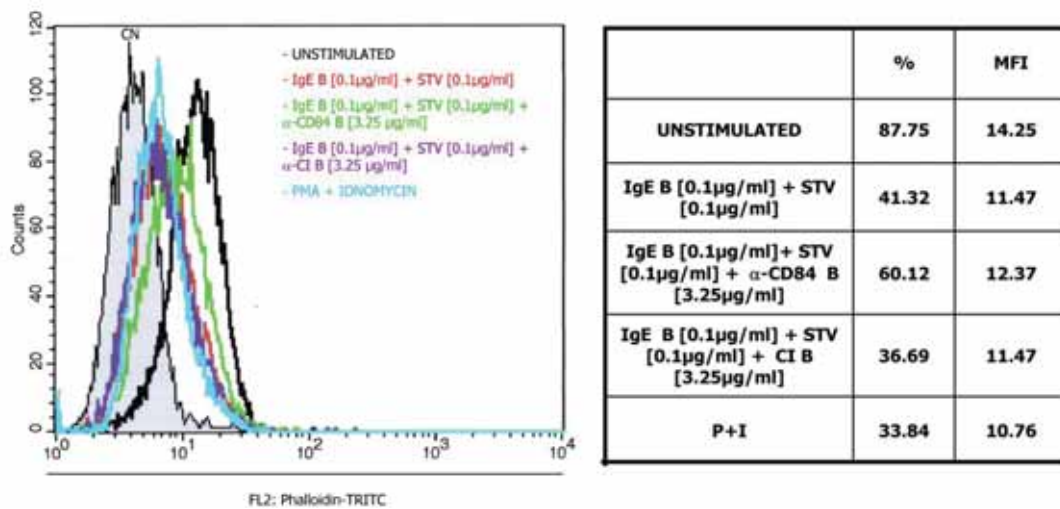 120
100
80
60
40
20
0
Counts
CN
- UNSTIMULATED
- IgE B [0.1µg/ml] + STV [0.1µg/ml]
- IgE B [0.1µg/ml] + STV [0.1µg/ml] +
α-CD84 B [3.25 µg/ml]
- IgE B [0.1µg/ml] + STV [0.1µg/ml] +
α-CI B [3.25 µg/ml]
- PMA + IONOMYCIN
10⁰ 10¹ 10² 10³ 10⁴
FL2: Phalloidin-TRITC
% MFI
UNSTIMULATED 87.75 14.25
IgE B [0.1µg/ml] + STV
[0.1µg/ml]
41.32 11.47
IgE B [0.1µg/ml]+ STV
[0.1µg/ml] + α-CD84 B
[3.25µg/ml]
60.12 12.37
IgE B [0.1µg/ml] + STV
[0.1µg/ml] + CI B
[3.25µg/ml]
36.69 11.47
P+I 33.84 10.76